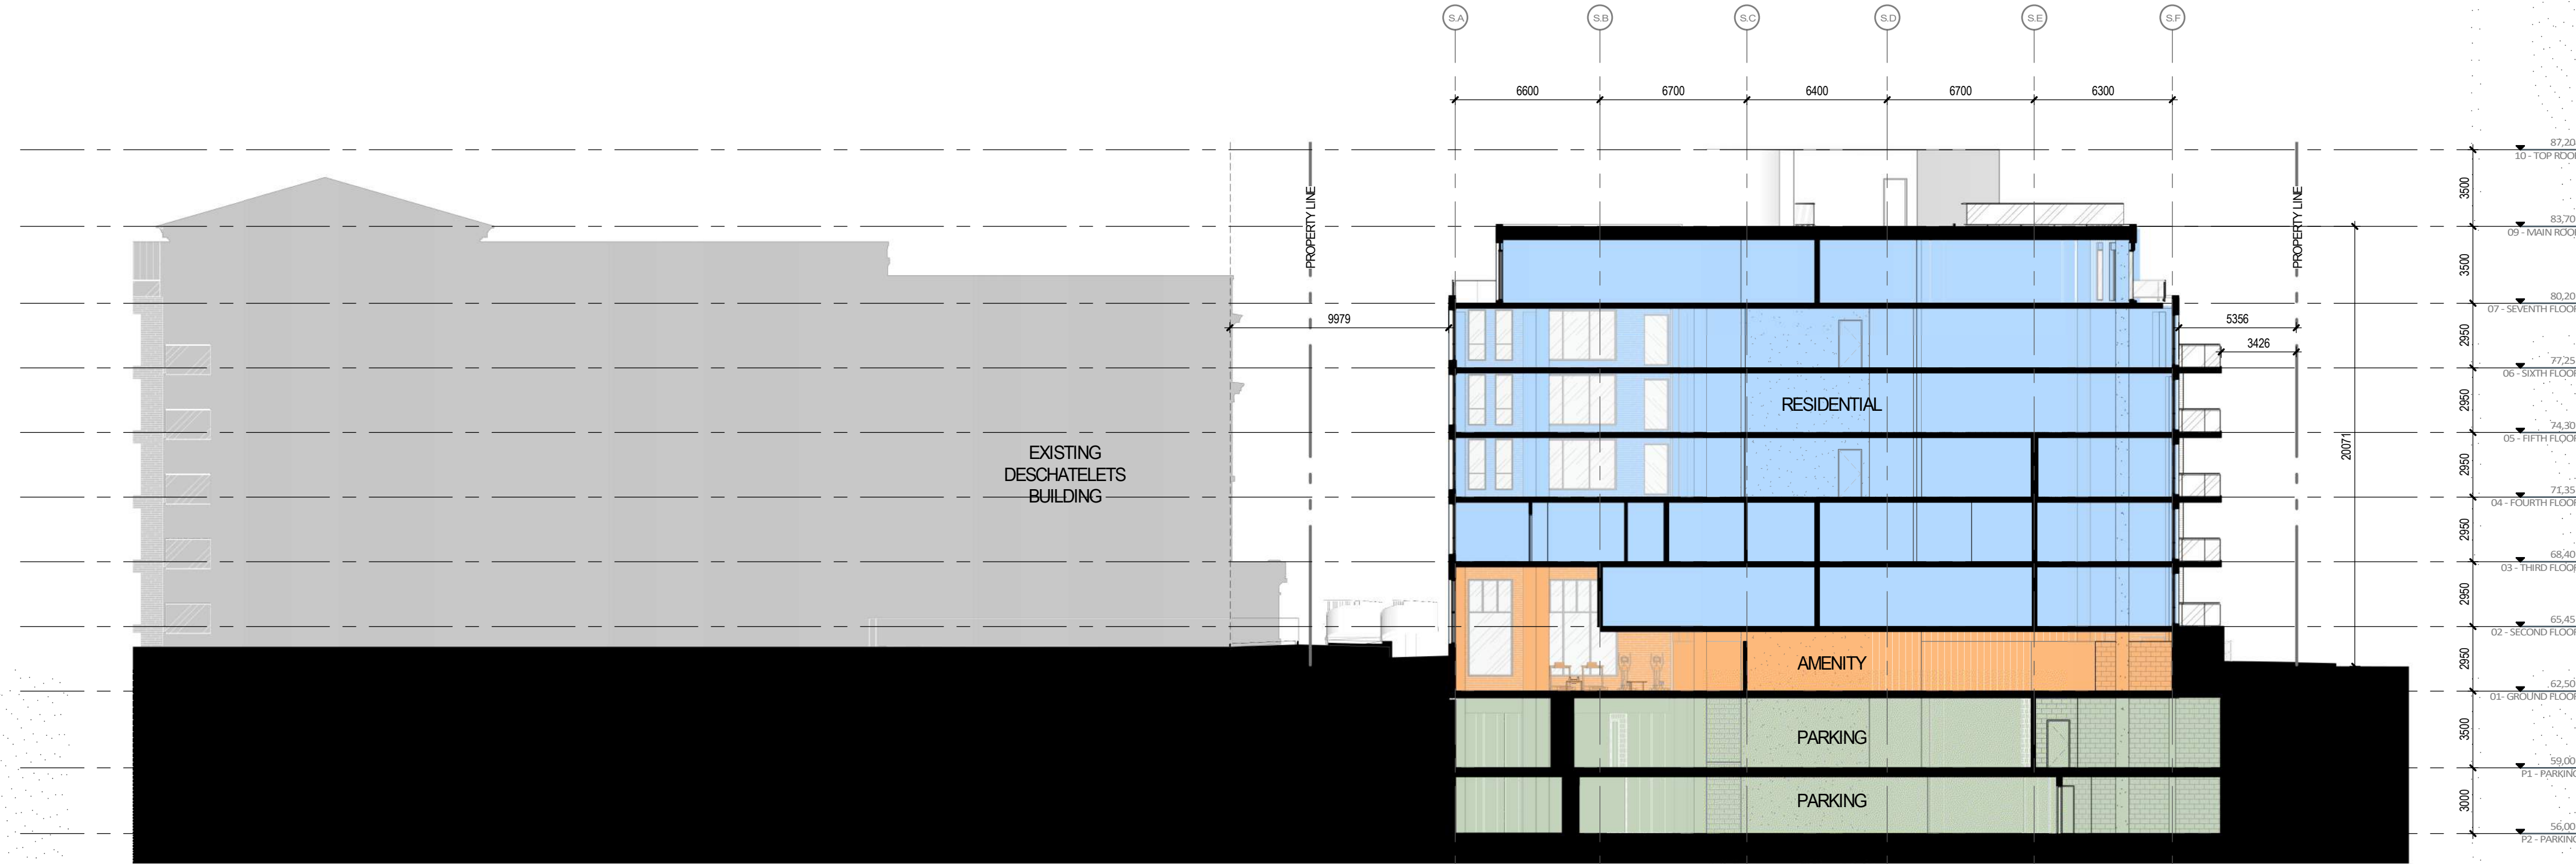 S.A
S.B
S.C
S.D
S.E
S.F
6600
6700
6400
6700
6300
87,20
10 - TOP ROO
3500
PROPERTY LINE
PROPERTY LINE
83,70
09 - MAIN ROO
3500
80,20
07 - SEVENTH FLOO
9979
5356
3426
2950
77,25
06 - SIXTH FLOO
RESIDENTIAL
2950
74,30
05 - FIFTH FLOO
20071
EXISTING
DESCHATELETS
BUILDING
2950
71,35
04 - FOURTH FLOO
2950
68,40
03 - THIRD FLOO
2950
65,45
02 - SECOND FLOO
AMENITY
2950
62,50
01- GROUND FLOO
PARKING
3500
59,00
P1 - PARKING
PARKING
3000
56,00
P2 - PARKING